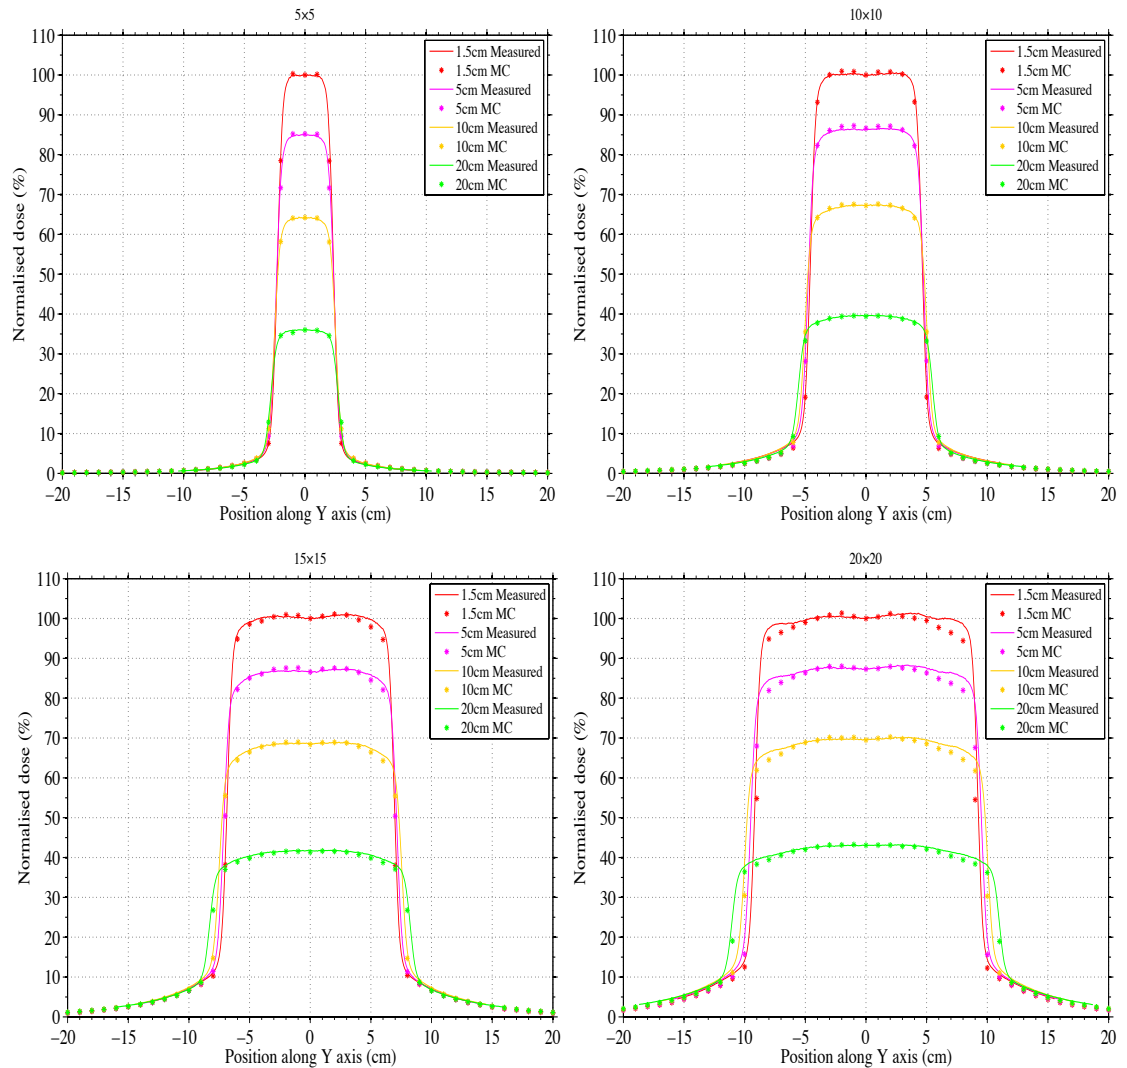 5×5
110
100
90
80
70
60
50
40
30
20
10
0
Normalised dose (%)
1.5cm Measured
1.5cm MC
5cm Measured
5cm MC
10cm Measured
10cm MC
20cm Measured
20cm MC
−20 −15 −10 −5 0 5 10 15 20
Position along Y axis (cm)
10×10
110
100
90
80
70
60
50
40
30
20
10
0
Normalised dose (%)
1.5cm Measured
1.5cm MC
5cm Measured
5cm MC
10cm Measured
10cm MC
20cm Measured
20cm MC
−20 −15 −10 −5 0 5 10 15 20
Position along Y axis (cm)
15×15
110
100
90
80
70
60
50
40
30
20
10
0
Normalised dose (%)
1.5cm Measured
1.5cm MC
5cm Measured
5cm MC
10cm Measured
10cm MC
20cm Measured
20cm MC
−20 −15 −10 −5 0 5 10 15 20
Position along Y axis (cm)
20×20
110
100
90
80
70
60
50
40
30
20
10
0
Normalised dose (%)
1.5cm Measured
1.5cm MC
5cm Measured
5cm MC
10cm Measured
10cm MC
20cm Measured
20cm MC
−20 −15 −10 −5 0 5 10 15 20
Position along Y axis (cm)